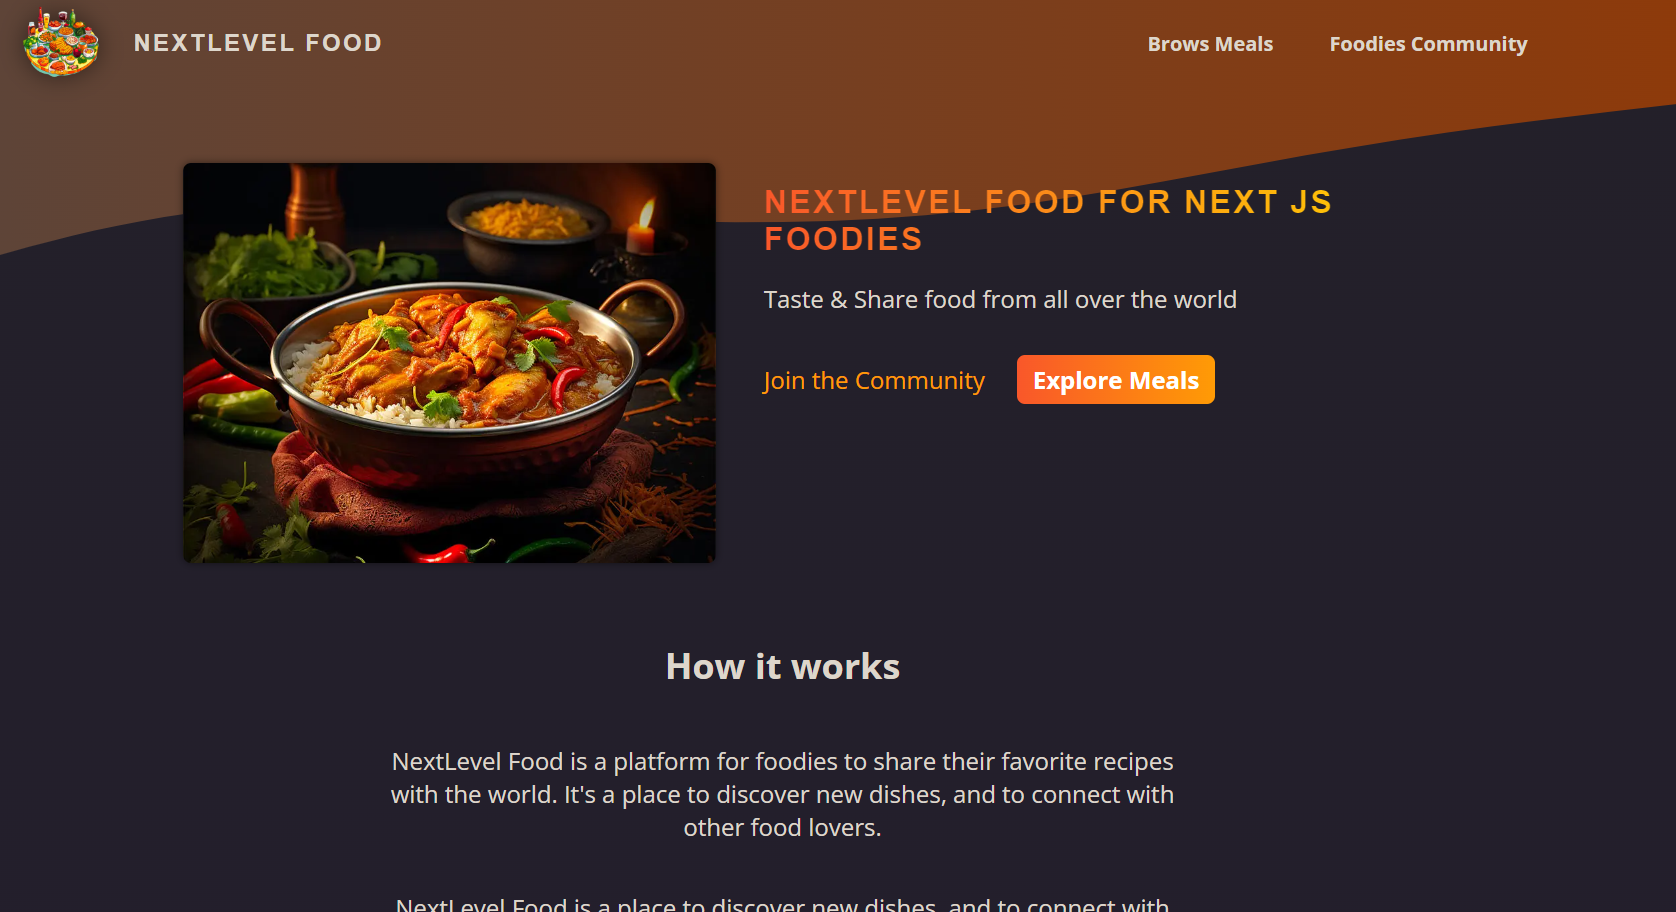 NEXTLEVEL FOOD
Brows Meals
Foodies Community
NEXTLEVEL FOOD FOR NEXT JS
FOODIES
Taste & Share food from all over the world
Join the Community
Explore Meals
How it works
NextLevel Food is a platform for foodies to share their favorite recipes
with the world. It's a place to discover new dishes, and to connect with
other food lovers.
NextLevel Food is a place to discover new dishes, and to connect with